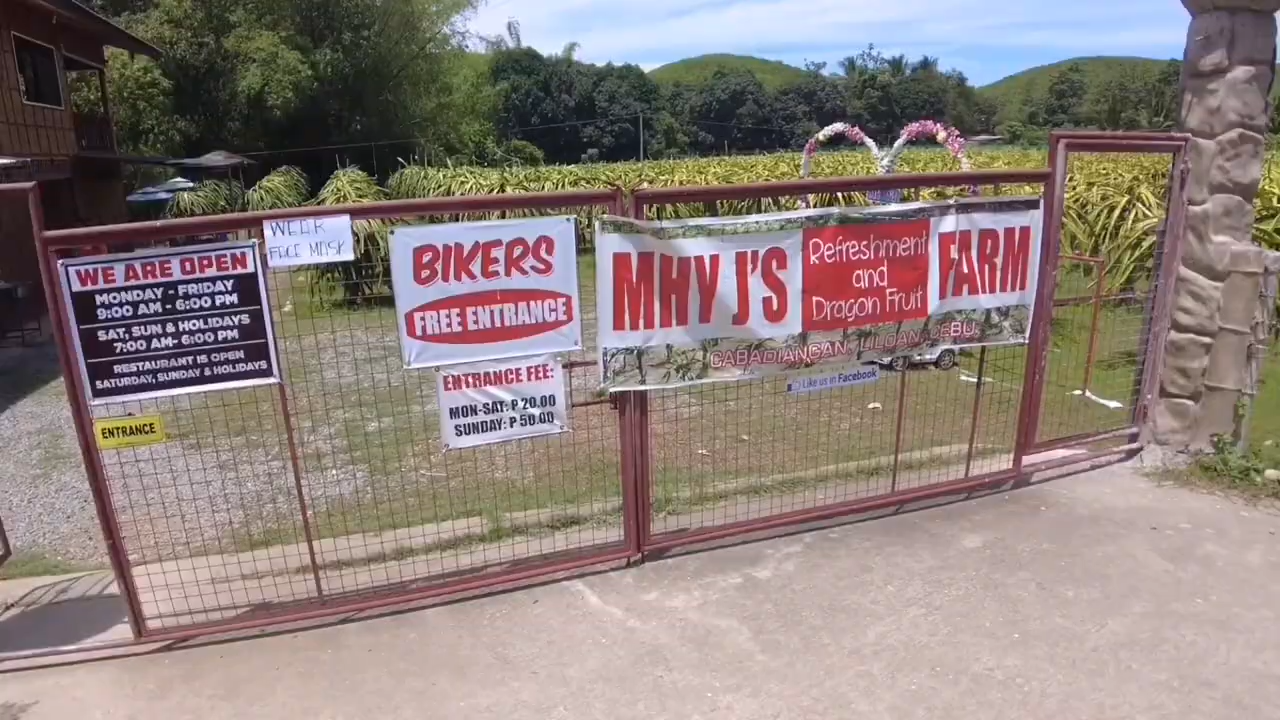 WE ARE OPEN
MONDAY - FRIDAY
9:00 AM - 6:00 PM
SAT, SUN & HOLIDAYS
7:00 AM- 6:00 PM
RESTAURANT IS OPEN
SATURDAY, SUNDAY & HOLIDAYS
ENTRANCE
WEAR
FACE MASK
BIKERS
FREE ENTRANCE
ENTRANCE FEE:
MON-SAT: P 20.00
SUNDAY: P 50.00
MHY J'S
Refreshment
and
Dragon Fruit
FARM
CABADIANGAN, LILOAN, CEBU
Like us in Facebook